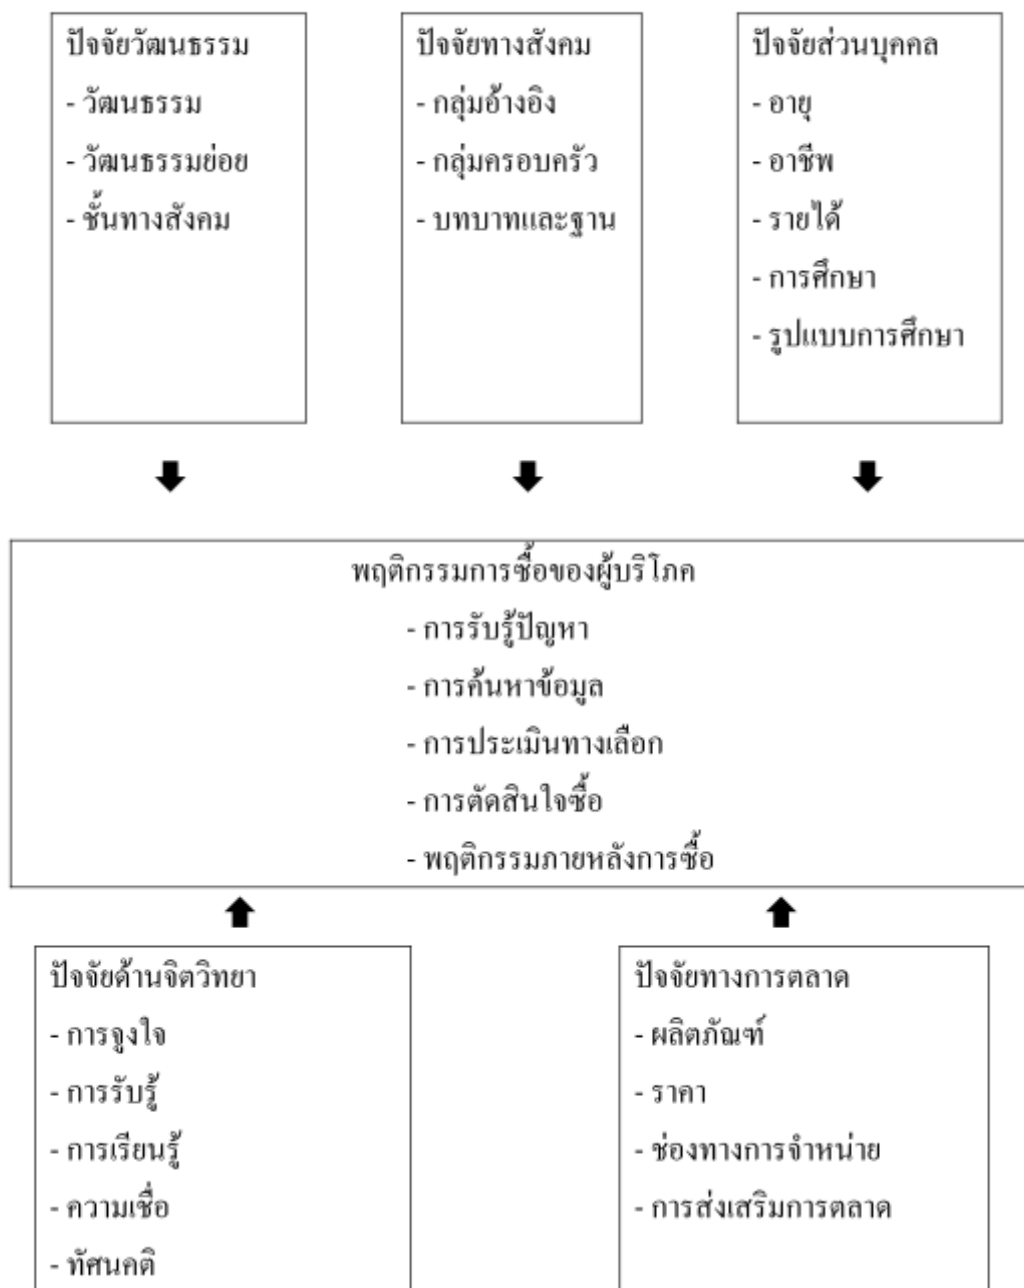 ปัจจัยวัฒนธรรม
- วัฒนธรรม
- วัฒนธรรมย่อย
- ชั้นทางสังคม
ปัจจัยทางสังคม
- กลุ่มอ้างอิง
- กลุ่มครอบครัว
- บทบาทและฐาน
ปัจจัยส่วนบุคคล
- อายุ
- อาชีพ
- รายได้
- การศึกษา
- รูปแบบการศึกษา
พฤติกรรมการซื้อของผู้บริโภค
- การรับรู้ปัญหา
- การค้นหาข้อมูล
- การประเมินทางเลือก
- การตัดสินใจซื้อ
- พฤติกรรมภายหลังการซื้อ
ปัจจัยด้านจิตวิทยา
- การจูงใจ
- การรับรู้
- การเรียนรู้
- ความเชื่อ
- ทัศนคติ
ปัจจัยทางการตลาด
- ผลิตภัณฑ์
- ราคา
- ช่องทางการจำหน่าย
- การส่งเสริมการตลาด